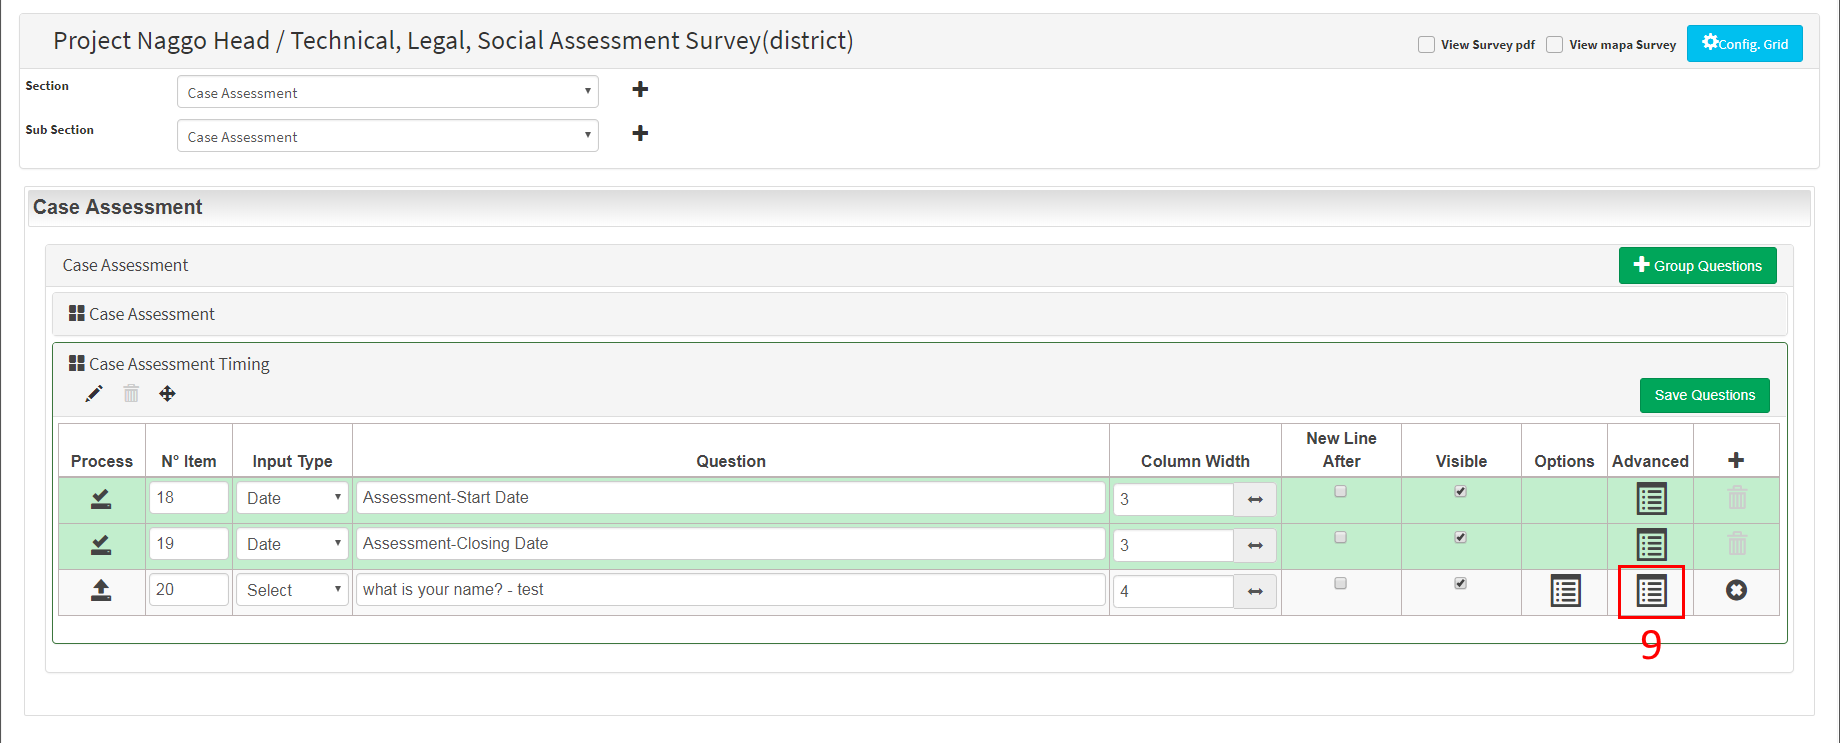 Project Naggo Head / Technical, Legal, Social Assessment Survey(district)
View Survey pdf
View mapa Survey
Config. Grid
Section
Case Assessment
Sub Section
Case Assessment
Case Assessment
Case Assessment
Group Questions
Case Assessment
Case Assessment Timing
Save Questions
Process N° Item Input Type Question Column Width New Line After Visible Options Advanced
18 Date Assessment-Start Date 3
19 Date Assessment-Closing Date 3
20 Select what is your name? - test 4
9